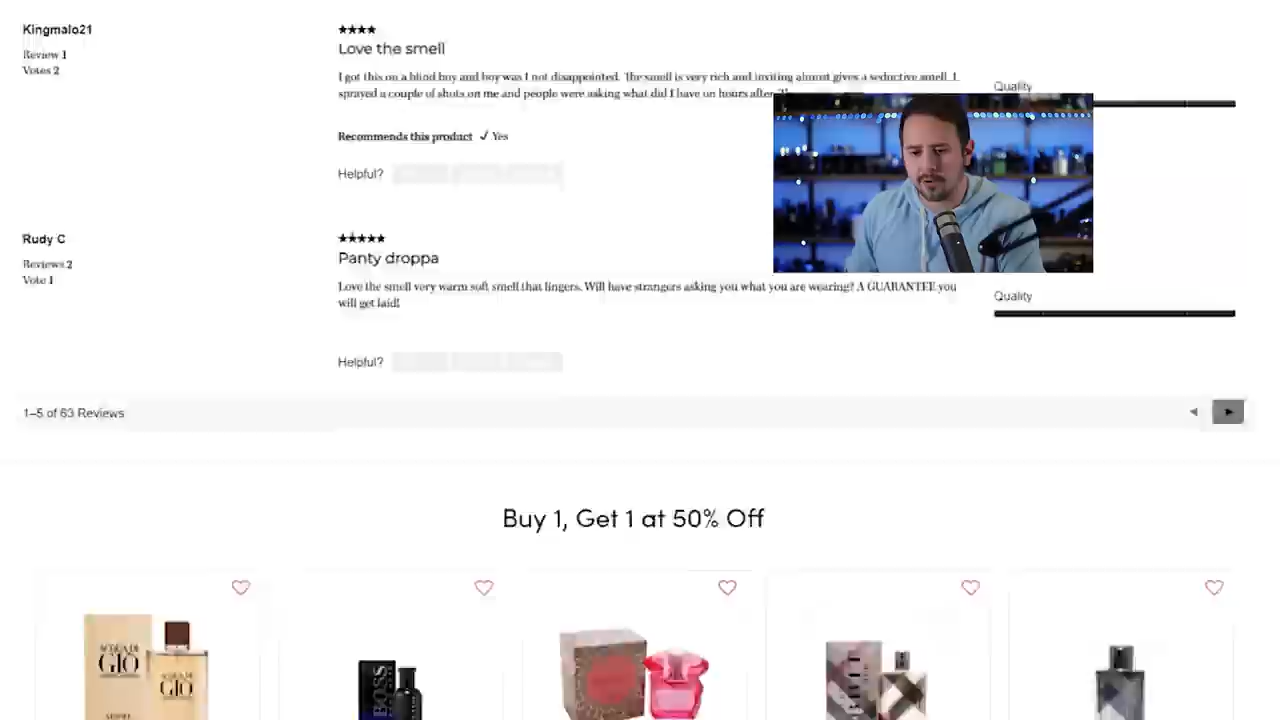 Kingmalo21
Review 1
Votes 2
★★★★
Love the smell
I got this on a blind buy and boy was I not disappointed. The smell is very rich and inviting almost gives a seductive smell. I
sprayed a couple of shots on me and people were asking what did I have on hours after
Recommends this product ✓ Yes
Helpful?
Quality
Rudy C
Reviews 2
Vote 1
★★★★★
Panty droppa
Love the smell very warm soft smell that lingers. Will have strangers asking you what you are wearing? A GUARANTEE you
will get laid!
Helpful?
Quality
1–5 of 63 Reviews
◄ ►
Buy 1, Get 1 at 50% Off
ACQUA DI
GIO
ACQUA DI
GIO
BOSS